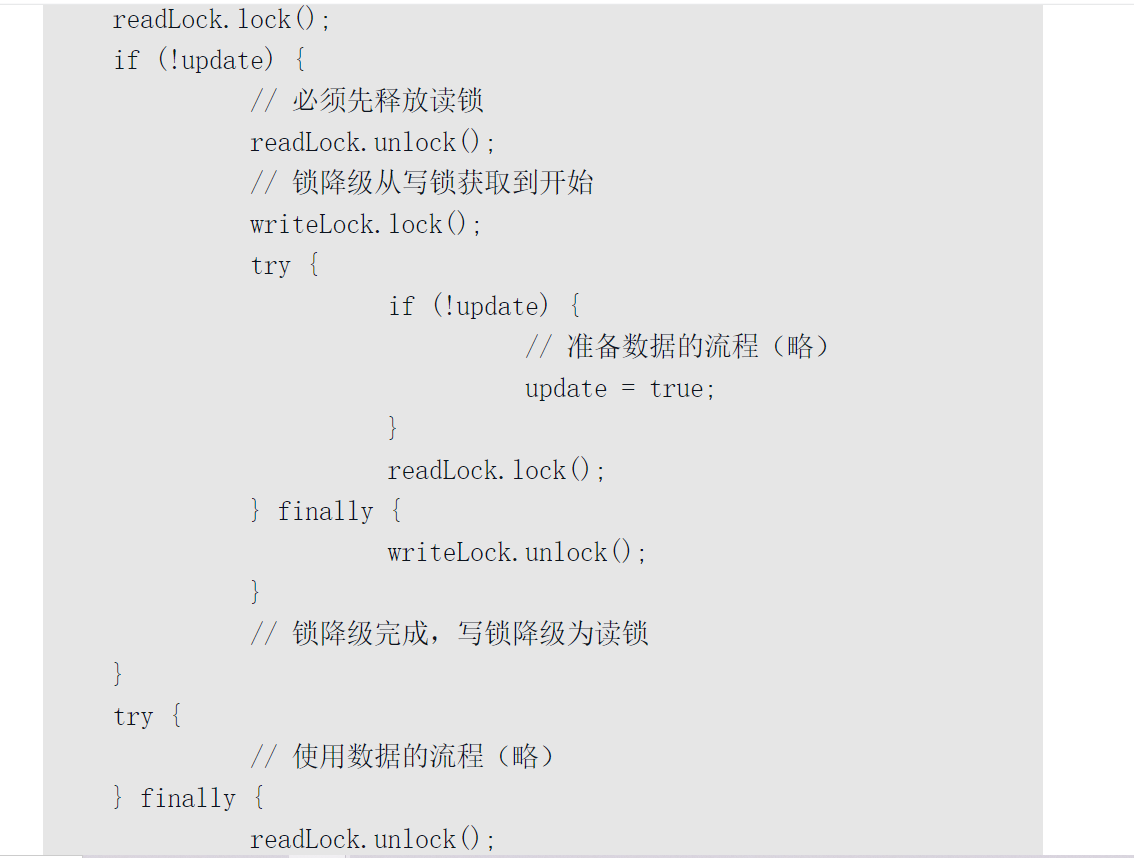 readLock.lock();
if (!update) {
// 必须先释放读锁
readLock.unlock();
// 锁降级从写锁获取到开始
writeLock.lock();
try {
if (!update) {
// 准备数据的流程（略）
update = true;
}
readLock.lock();
} finally {
writeLock.unlock();
}
// 锁降级完成，写锁降级为读锁
}
try {
// 使用数据的流程（略）
} finally {
readLock.unlock();